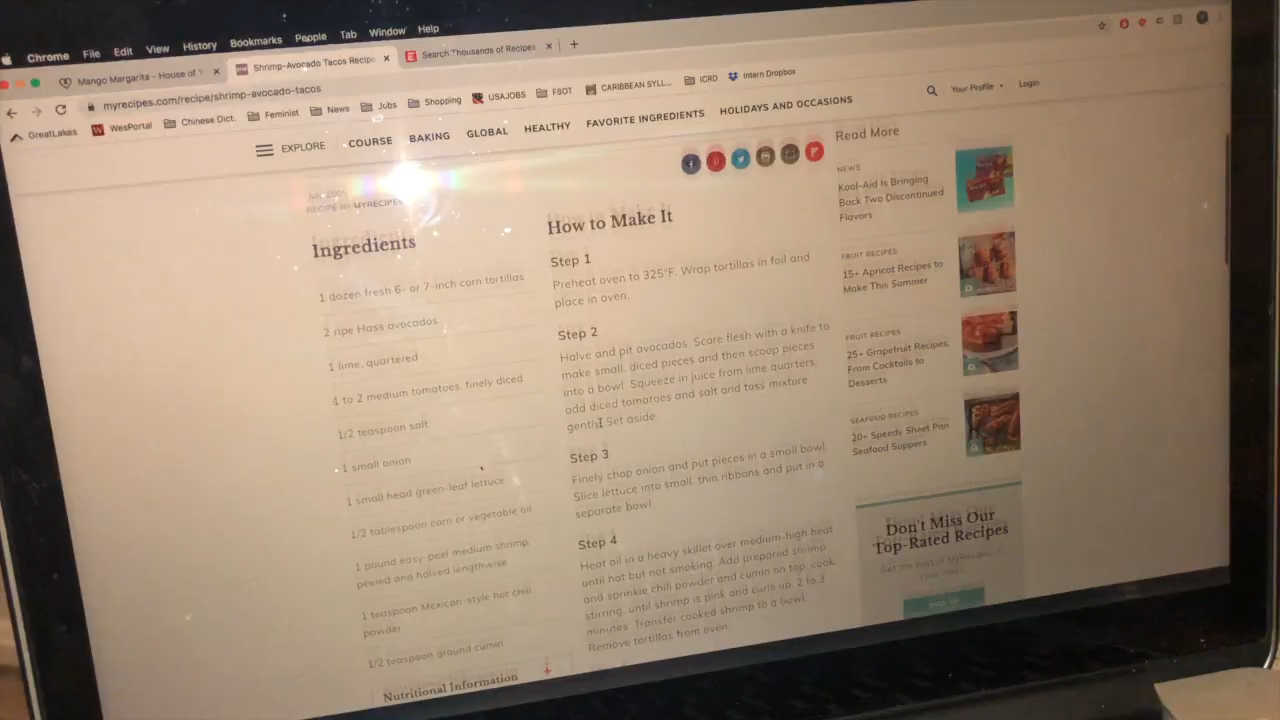 Chrome File Edit View History Bookmarks People Tab Window Help
Mango Margarita - House of Y
Shrimp-Avocado Tacos Recipe
Search Thousands of Recipes
myrecipes.com/recipe/shrimp-avocado-tacos
GreatLakes WesPortal Chinese Dict. Feminist News Jobs Shopping USAJOBS FSOT CARIBBEAN SYLL... ICRD Intern Dropbox
EXPLORE COURSE BAKING GLOBAL HEALTHY FAVORITE INGREDIENTS HOLIDAYS AND OCCASIONS
Your Profile Login
July 2005
RECIPE BY MYRECIPES
Ingredients
1 dozen fresh 6- or 7-inch corn tortillas
2 ripe Hass avocados
1 lime, quartered
1 to 2 medium tomatoes, finely diced
1/2 teaspoon salt
1 small onion
1 small head green-leaf lettuce
1/2 tablespoon corn or vegetable oil
1 pound easy-peel medium shrimp,
peeled and halved lengthwise
1 teaspoon Mexican-style hot chili
powder
1/2 teaspoon ground cumin
Nutritional Information +
How to Make It
Step 1
Preheat oven to 325°F. Wrap tortillas in foil and
place in oven.
Step 2
Halve and pit avocados. Score flesh with a knife to
make small, diced pieces and then scoop pieces
into a bowl. Squeeze in juice from lime quarters,
add diced tomatoes and salt and toss mixture
gently. Set aside
Step 3
Finely chop onion and put pieces in a small bowl.
Slice lettuce into small, thin ribbons and put in a
separate bowl.
Step 4
Heat oil in a heavy skillet over medium-high heat
until hot but not smoking. Add prepared shrimp
and sprinkle chili powder and cumin on top; cook,
stirring, until shrimp is pink and curls up, 2 to 3
minutes. Transfer cooked shrimp to a bowl.
Remove tortillas from oven.
Read More
NEWS
Kool-Aid Is Bringing
Back Two Discontinued
Flavors
FRUIT RECIPES
15+ Apricot Recipes to
Make This Summer
FRUIT RECIPES
25+ Grapefruit Recipes,
From Cocktails to
Desserts
SEAFOOD RECIPES
20+ Speedy Sheet Pan
Seafood Suppers
Don't Miss Our
Top-Rated Recipes
Get the best of MyRecipes in
your inbox.